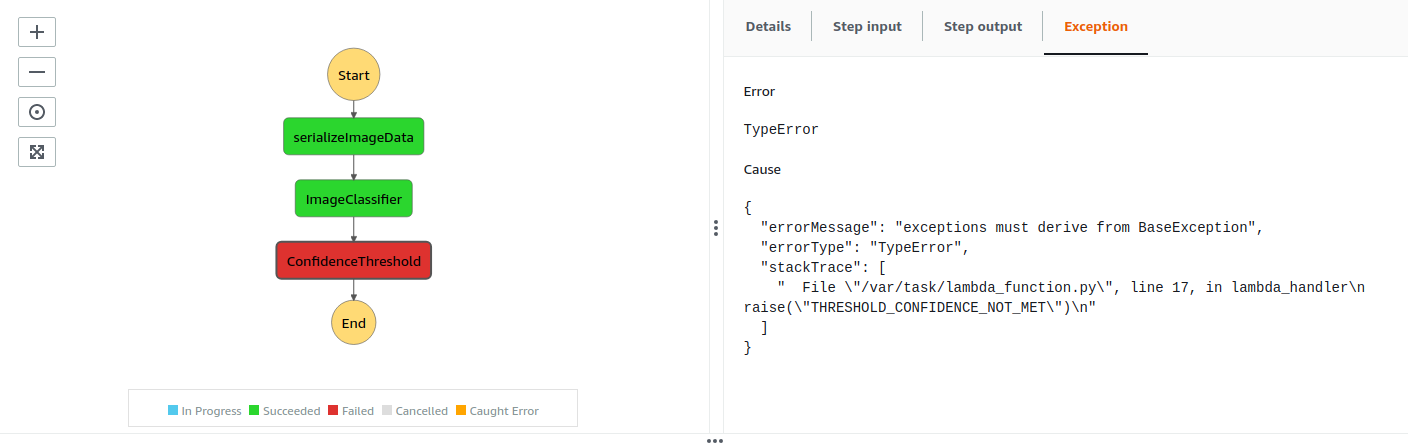 Start
serializeImageData
ImageClassifier
ConfidenceThreshold
End
In Progress Succeeded Failed Cancelled Caught Error
Details Step input Step output Exception
Error
TypeError
Cause
{
  "errorMessage": "exceptions must derive from BaseException",
  "errorType": "TypeError",
  "stackTrace": [
    "  File \"/var/task/lambda_function.py\", line 17, in lambda_handler\n
raise(\"THRESHOLD_CONFIDENCE_NOT_MET\")\n"
  ]
}